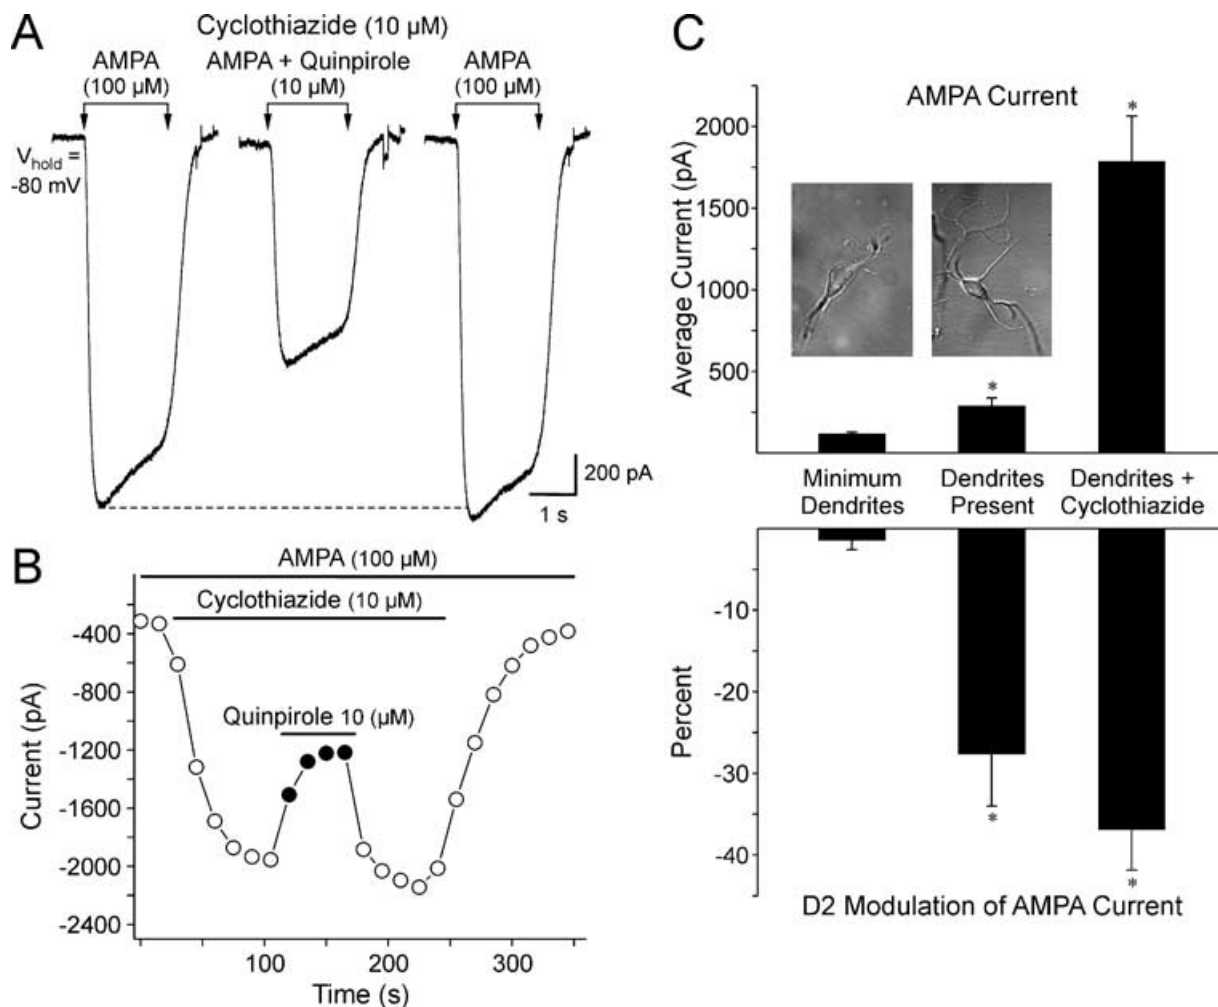 A
Cyclothiazide (10 µM)
AMPA
(100 µM)
AMPA + Quinpirole
(10 µM)
AMPA
(100 µM)
V_hold =
-80 mV
200 pA
1 s
B
AMPA (100 µM)
Cyclothiazide (10 µM)
Quinpirole 10 (µM)
Current (pA)
-400
-800
-1200
-1600
-2000
-2400
100
200
300
Time (s)
C
AMPA Current
*
*
Average Current (pA)
2000
1500
1000
500
Minimum
Dendrites
Dendrites
Present
Dendrites +
Cyclothiazide
Percent
-10
-20
-30
-40
*
*
D2 Modulation of AMPA Current